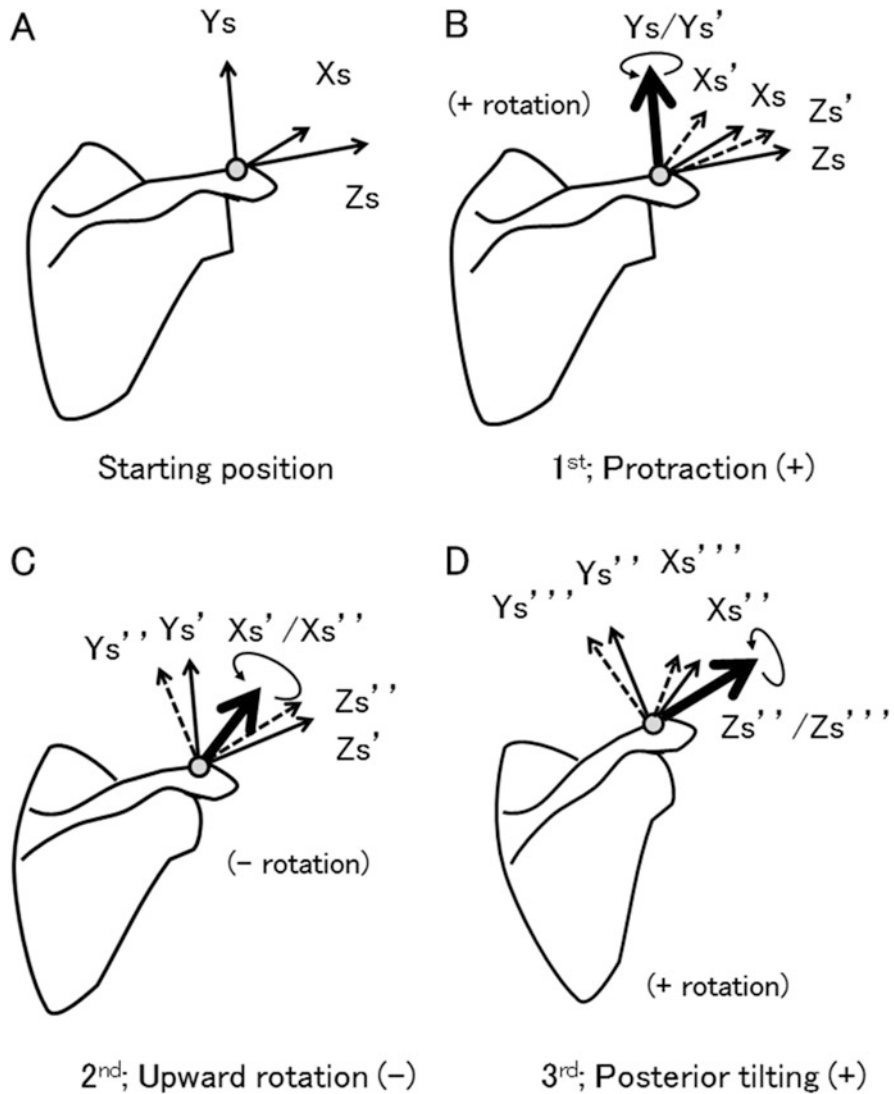 A
Ys
Xs
Zs
Starting position
B
Ys/Ys’
(+ rotation)
Xs’
Xs
Zs’
Zs
1st; Protraction (+)
C
Ys’’
Ys’
Xs’ /Xs’’
Zs’’
Zs’
(− rotation)
2nd; Upward rotation (−)
D
Ys’’’
Ys’’
Xs’’’
Xs’’
Zs’’ /Zs’’’
(+ rotation)
3rd; Posterior tilting (+)